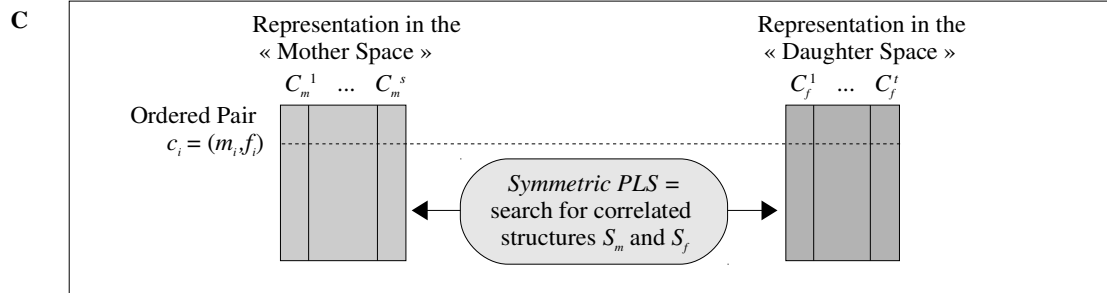 C
Representation in the
« Mother Space »
Representation in the
« Daughter Space »
C_m^1 ... C_m^s
C_f^1 ... C_f^t
Ordered Pair
c_i = (m_i,f_i)
Symmetric PLS =
search for correlated
structures S_m and S_f